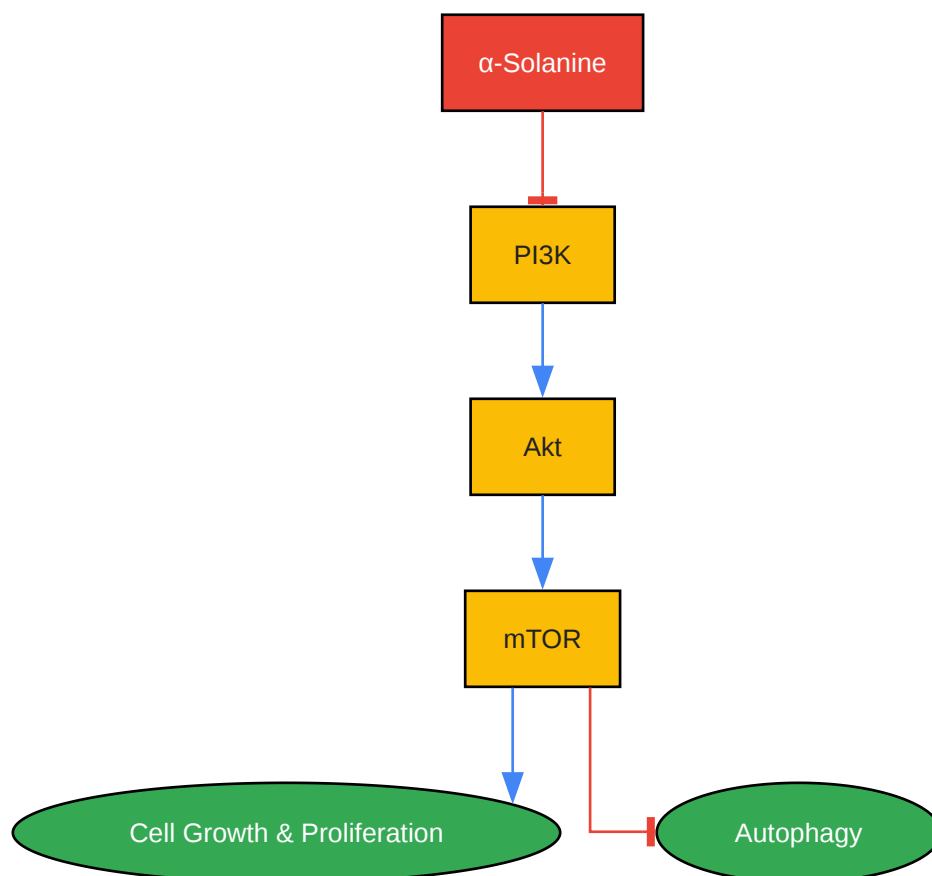 α-Solanine
PI3K
Akt
mTOR
Cell Growth & Proliferation
Autophagy